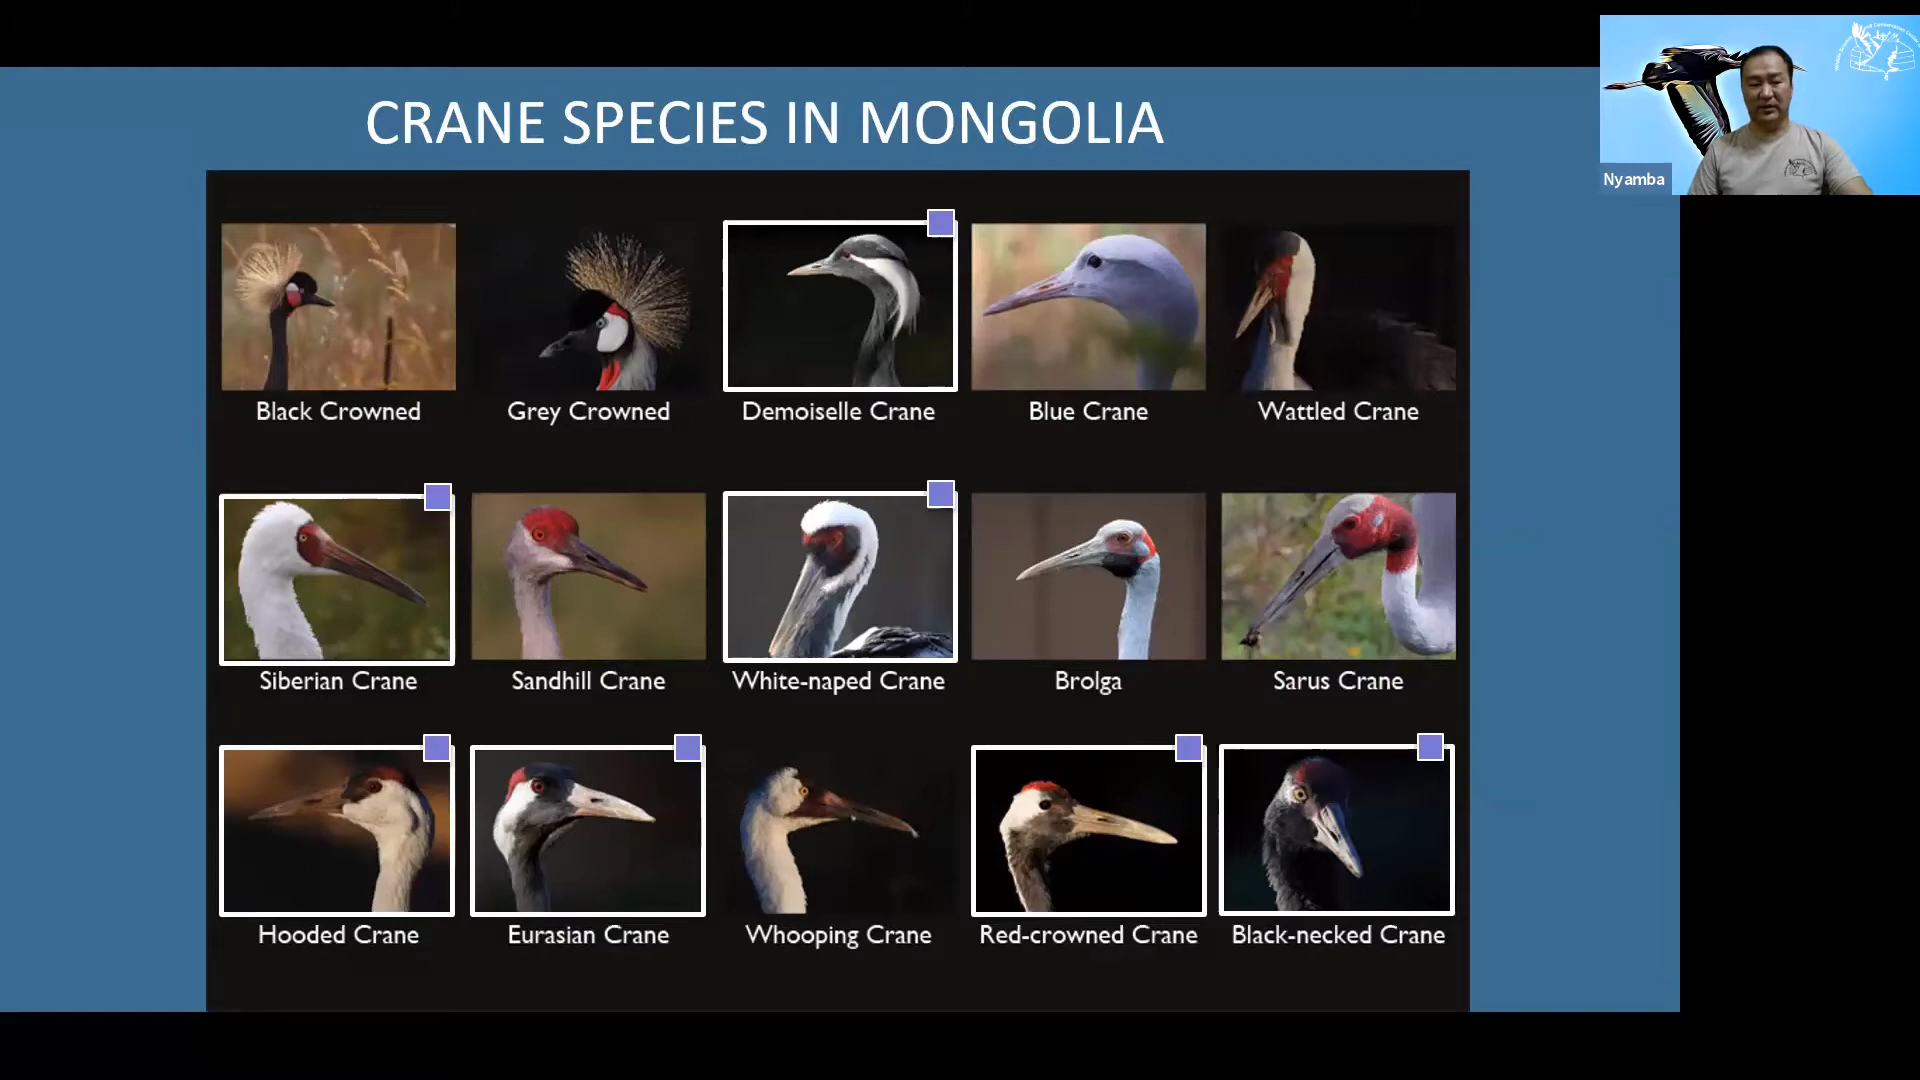 CRANE SPECIES IN MONGOLIA
Nyamba
Black Crowned
Grey Crowned
Demoiselle Crane
Blue Crane
Wattled Crane
Siberian Crane
Sandhill Crane
White-naped Crane
Brolga
Sarus Crane
Hooded Crane
Eurasian Crane
Whooping Crane
Red-crowned Crane
Black-necked Crane